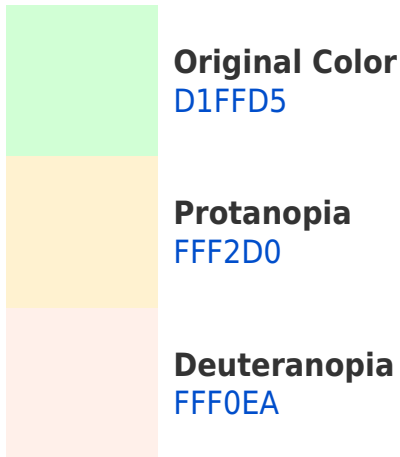 Original Color
D1FFD5
Protanopia
FFF2D0
Deuteranopia
FFF0EA